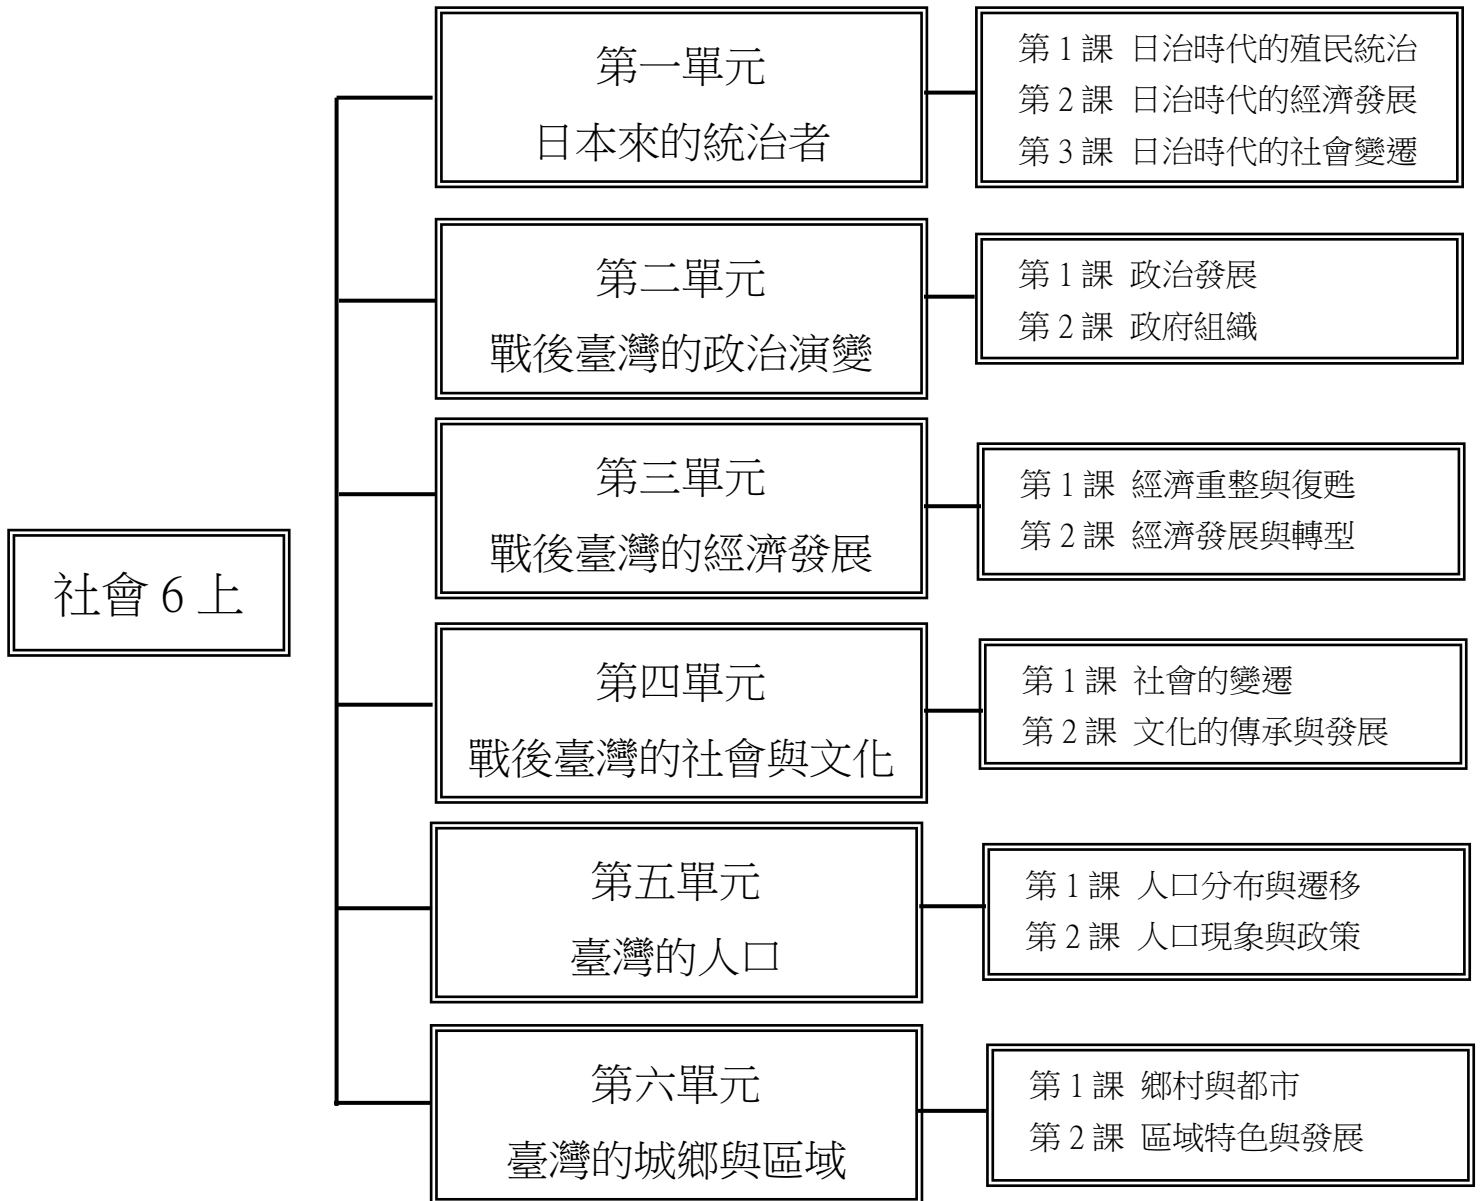 社會 6 上
第一單元
日本來的統治者
第 1 課 日治時代的殖民統治
第 2 課 日治時代的經濟發展
第 3 課 日治時代的社會變遷
第二單元
戰後臺灣的政治演變
第 1 課 政治發展
第 2 課 政府組織
第三單元
戰後臺灣的經濟發展
第 1 課 經濟重整與復甦
第 2 課 經濟發展與轉型
第四單元
戰後臺灣的社會與文化
第 1 課 社會的變遷
第 2 課 文化的傳承與發展
第五單元
臺灣的人口
第 1 課 人口分布與遷移
第 2 課 人口現象與政策
第六單元
臺灣的城鄉與區域
第 1 課 鄉村與都市
第 2 課 區域特色與發展